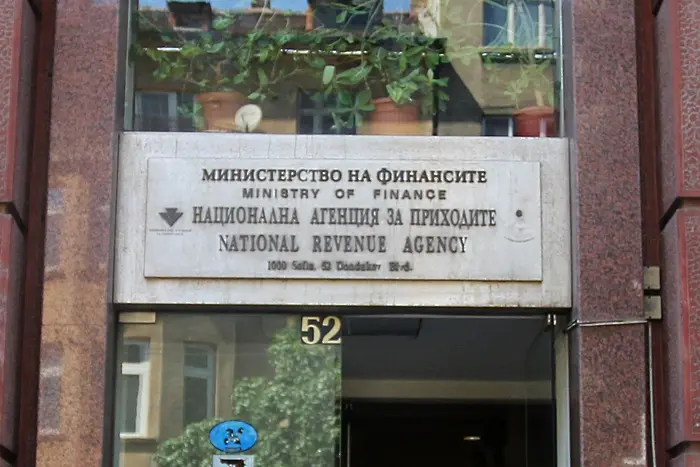 МИНИСТЕРСТВО НА ФИНАНСИТЕ
MINISTRY OF FINANCE
НАЦИОНАЛНА АГЕНЦИЯ ЗА ПРИХОДИТЕ
NATIONAL REVENUE AGENCY
1000 Sofia, 52 Dondukov Blvd.
52